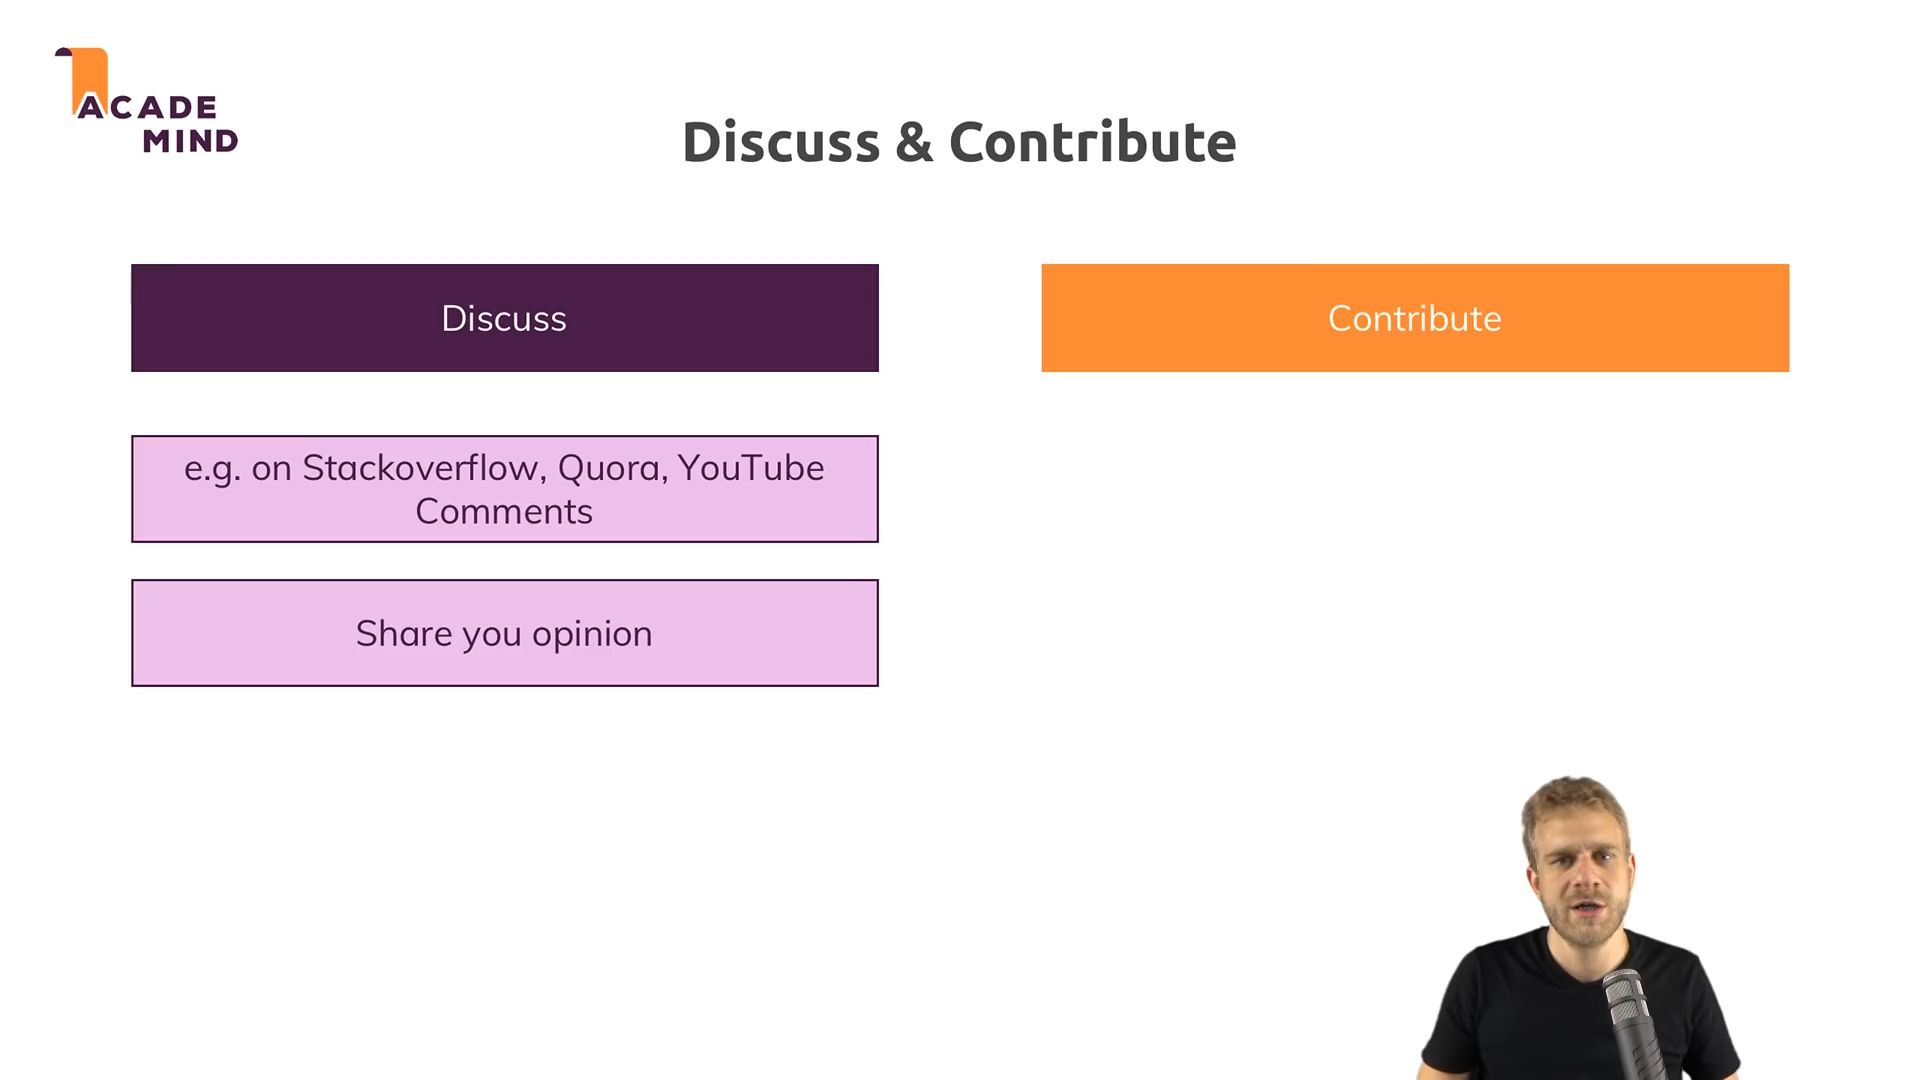 ACADE
MIND
Discuss & Contribute
Discuss
Contribute
e.g. on Stackoverflow, Quora, YouTube
Comments
Share you opinion